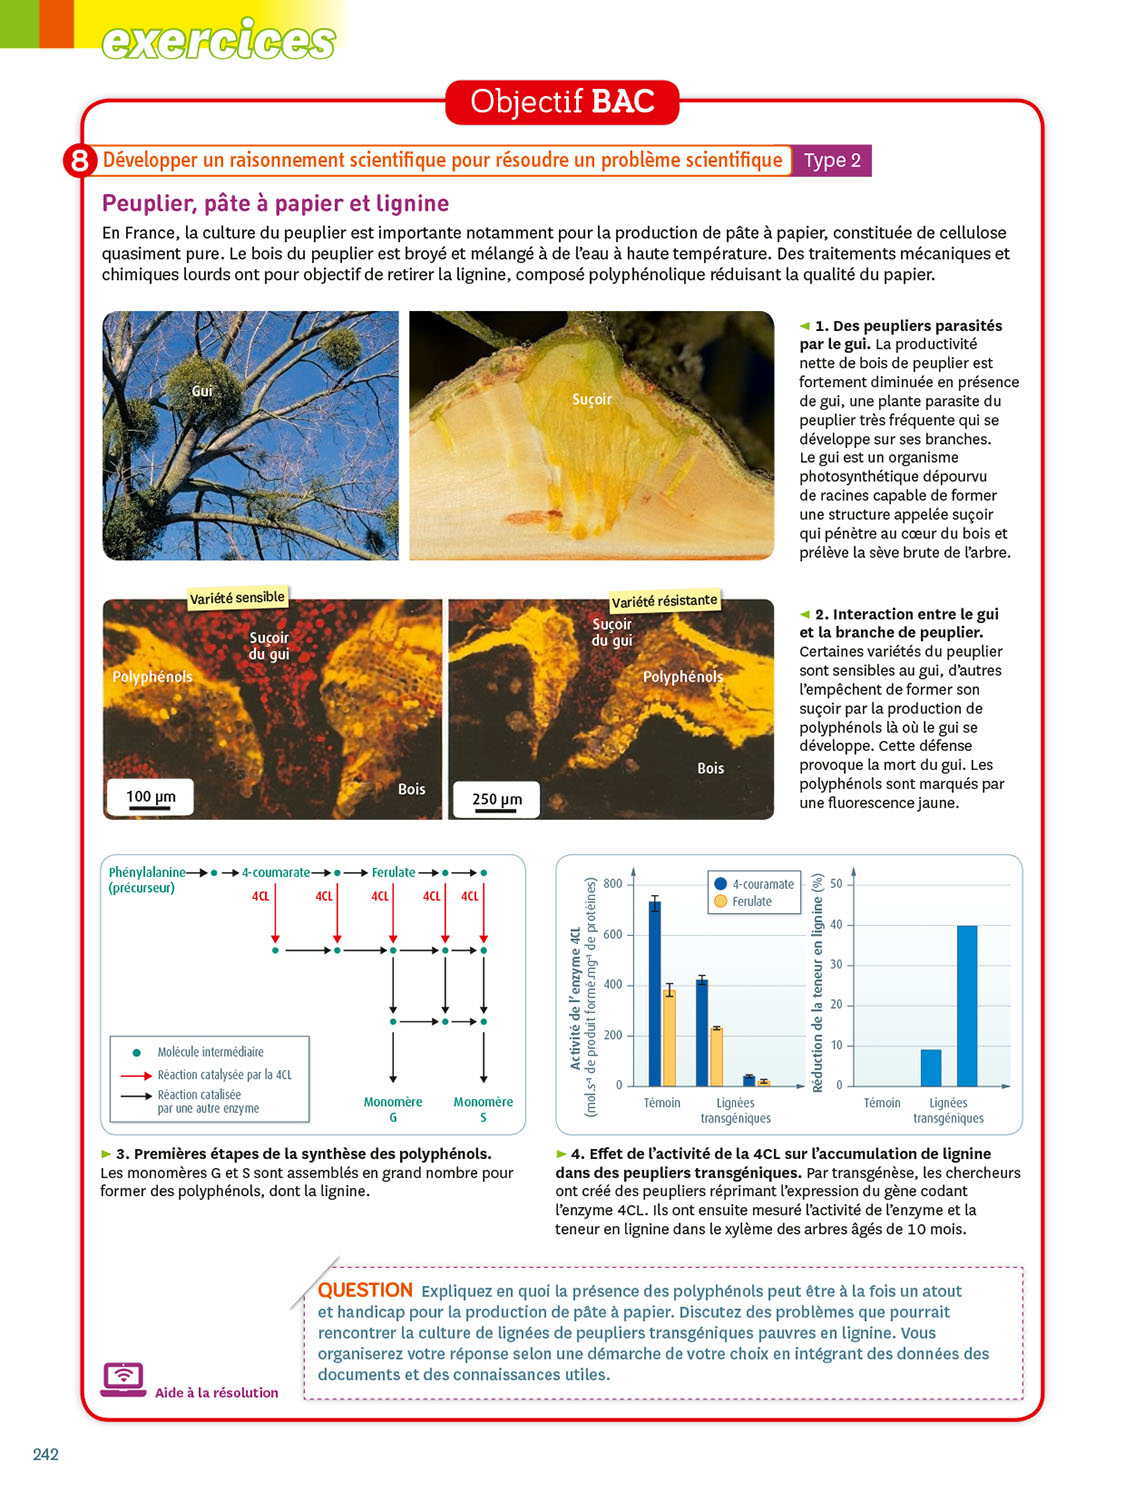 exercices
Objectif BAC
8 Développer un raisonnement scientifique pour résoudre un problème scientifique Type 2
Peuplier, pâte à papier et lignine
En France, la culture du peuplier est importante notamment pour la production de pâte à papier, constituée de cellulose
quasiment pure. Le bois du peuplier est broyé et mélangé à de l'eau à haute température. Des traitements mécaniques et
chimiques lourds ont pour objectif de retirer la lignine, composé polyphénolique réduisant la qualité du papier.
Gui
Suçoir
◄ 1. Des peupliers parasités
par le gui. La productivité
nette de bois de peuplier est
fortement diminuée en présence
de gui, une plante parasite du
peuplier très fréquente qui se
développe sur ses branches.
Le gui est un organisme
photosynthétique dépourvu
de racines capable de former
une structure appelée suçoir
qui pénètre au cœur du bois et
prélève la sève brute de l'arbre.
Variété sensible
Suçoir
du gui
Polyphénols
Bois
100 µm
Variété résistante
Suçoir
du gui
Polyphénols
Bois
250 µm
◄ 2. Interaction entre le gui
et la branche de peuplier.
Certaines variétés du peuplier
sont sensibles au gui, d'autres
l'empêchent de former son
suçoir par la production de
polyphénols là où le gui se
développe. Cette défense
provoque la mort du gui. Les
polyphénols sont marqués par
une fluorescence jaune.
Phénylalanine
(précurseur)
4-coumarate
Ferulate
4CL 4CL 4CL 4CL 4CL
Molécule intermédiaire
Réaction catalysée par la 4CL
Réaction catalisée
par une autre enzyme
Monomère
G
Monomère
S
► 3. Premières étapes de la synthèse des polyphénols.
Les monomères G et S sont assemblés en grand nombre pour
former des polyphénols, dont la lignine.
Activité de l'enzyme 4CL
(mol.s⁻¹ de produit formé.mg⁻¹ de protéines)
800
600
400
200
0
4-couramate
Ferulate
Témoin
Lignées
transgéniques
Réduction de la teneur en lignine (%)
50
40
30
20
10
0
Témoin
Lignées
transgéniques
► 4. Effet de l'activité de la 4CL sur l'accumulation de lignine
dans des peupliers transgéniques. Par transgénèse, les chercheurs
ont créé des peupliers réprimant l'expression du gène codant
l'enzyme 4CL. Ils ont ensuite mesuré l'activité de l'enzyme et la
teneur en lignine dans le xylème des arbres âgés de 10 mois.
QUESTION Expliquez en quoi la présence des polyphénols peut être à la fois un atout
et handicap pour la production de pâte à papier. Discutez des problèmes que pourrait
rencontrer la culture de lignées de peupliers transgéniques pauvres en lignine. Vous
organiserez votre réponse selon une démarche de votre choix en intégrant des données des
documents et des connaissances utiles.
Aide à la résolution
242